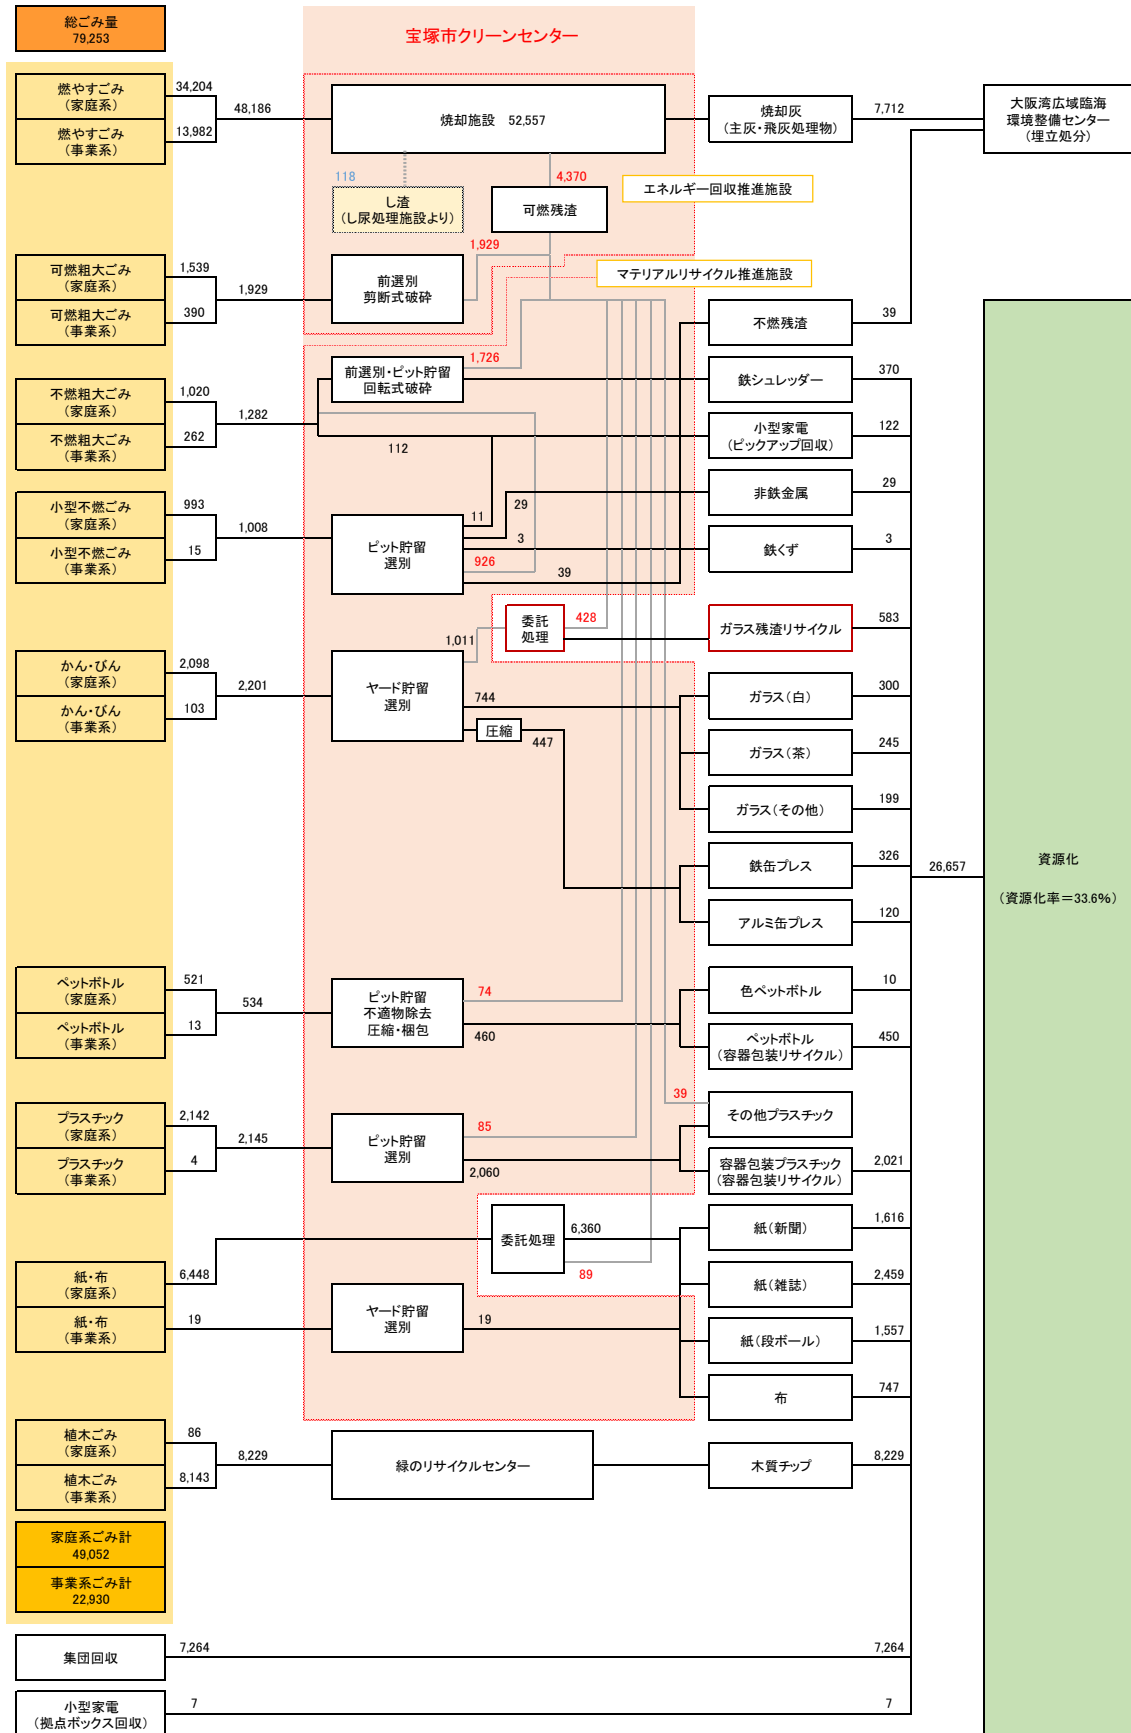 総ごみ量
79,253
宝塚市クリーンセンター
燃やすごみ
(家庭系)
34,204
燃やすごみ
(事業系)
13,982
48,186
焼却施設 52,557
焼却灰
(主灰・飛灰処理物)
7,712
大阪湾広域臨海
環境整備センター
(埋立処分)
118
し渣
(し尿処理施設より)
4,370
可燃残渣
エネルギー回収推進施設
1,929
マテリアルリサイクル推進施設
可燃粗大ごみ
(家庭系)
1,539
可燃粗大ごみ
(事業系)
390
1,929
前選別
剪断式破砕
不燃残渣
39
不燃粗大ごみ
(家庭系)
1,020
不燃粗大ごみ
(事業系)
262
1,282
前選別・ピット貯留
回転式破砕
1,726
112
鉄シュレッダー
370
小型家電
(ピックアップ回収)
122
小型不燃ごみ
(家庭系)
993
小型不燃ごみ
(事業系)
15
1,008
ピット貯留
選別
11
29
3
926
39
非鉄金属
29
鉄くず
3
委託
処理
428
ガラス残渣リサイクル
583
かん・びん
(家庭系)
2,098
かん・びん
(事業系)
103
2,201
ヤード貯留
選別
1,011
744
圧縮
447
ガラス(白)
300
ガラス(茶)
245
ガラス(その他)
199
鉄缶プレス
326
アルミ缶プレス
120
26,657
資源化
(資源化率=33.6%)
ペットボトル
(家庭系)
521
ペットボトル
(事業系)
13
534
ピット貯留
不適物除去
圧縮・梱包
74
460
色ペットボトル
10
ペットボトル
(容器包装リサイクル)
450
プラスチック
(家庭系)
2,142
プラスチック
(事業系)
4
2,145
ピット貯留
選別
85
2,060
39
その他プラスチック
容器包装プラスチック
(容器包装リサイクル)
2,021
紙・布
(家庭系)
6,448
紙・布
(事業系)
19
委託処理
6,360
89
ヤード貯留
選別
19
紙(新聞)
1,616
紙(雑誌)
2,459
紙(段ボール)
1,557
布
747
植木ごみ
(家庭系)
86
植木ごみ
(事業系)
8,143
8,229
緑のリサイクルセンター
木質チップ
8,229
家庭系ごみ計
49,052
事業系ごみ計
22,930
集団回収
7,264
7,264
小型家電
(拠点ボックス回収)
7
7